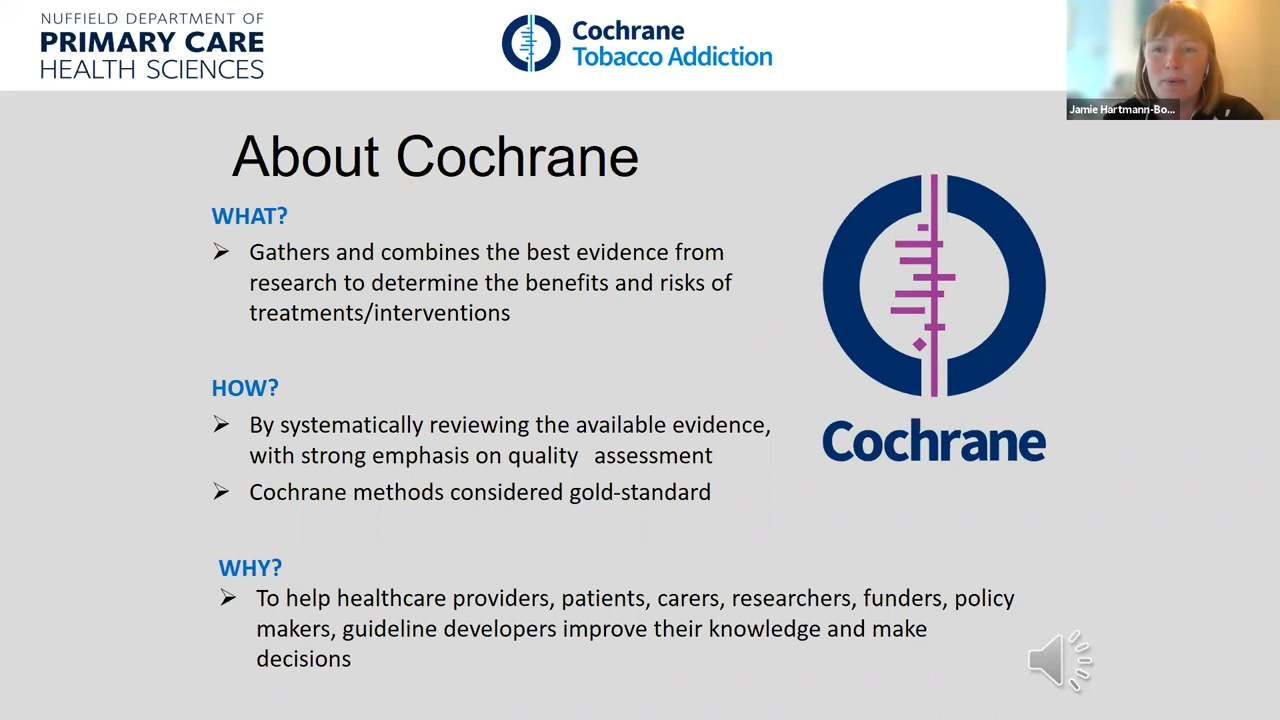 NUFFIELD DEPARTMENT OF
PRIMARY CARE
HEALTH SCIENCES
Cochrane
Tobacco Addiction
Jamie Hartmann-Bo...
About Cochrane
WHAT?
Gathers and combines the best evidence from
research to determine the benefits and risks of
treatments/interventions
HOW?
By systematically reviewing the available evidence,
with strong emphasis on quality assessment
Cochrane methods considered gold-standard
Cochrane
WHY?
To help healthcare providers, patients, carers, researchers, funders, policy
makers, guideline developers improve their knowledge and make
decisions